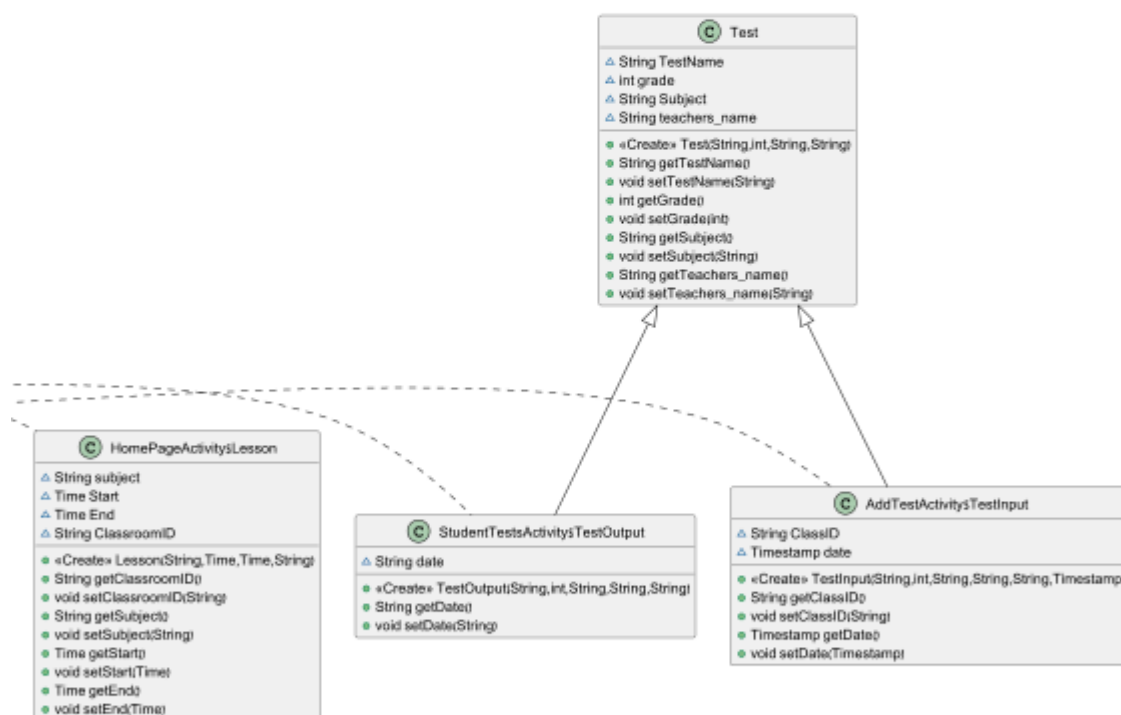 C Test
String TestName
int grade
String Subject
String teachers_name
«Create» Test(String,int,String,String)
String getTestName()
void setTestName(String)
int getGrade()
void setGrade(int)
String getSubject()
void setSubject(String)
String getTeachers_name()
void setTeachers_name(String)
C HomePageActivity$Lesson
String subject
Time Start
Time End
String ClassroomID
«Create» Lesson(String,Time,Time,String)
String getClassroomID()
void setClassroomID(String)
String getSubject()
void setSubject(String)
Time getStart()
void setStart(Time)
Time getEnd()
void setEnd(Time)
C StudentTestsActivity$TestOutput
String date
«Create» TestOutput(String,int,String,String,String)
String getDate()
void setDate(String)
C AddTestActivity$TestInput
String ClassID
Timestamp date
«Create» TestInput(String,int,String,String,String,Timestamp
String getClassID()
void setClassID(String)
Timestamp getDate()
void setDate(Timestamp)